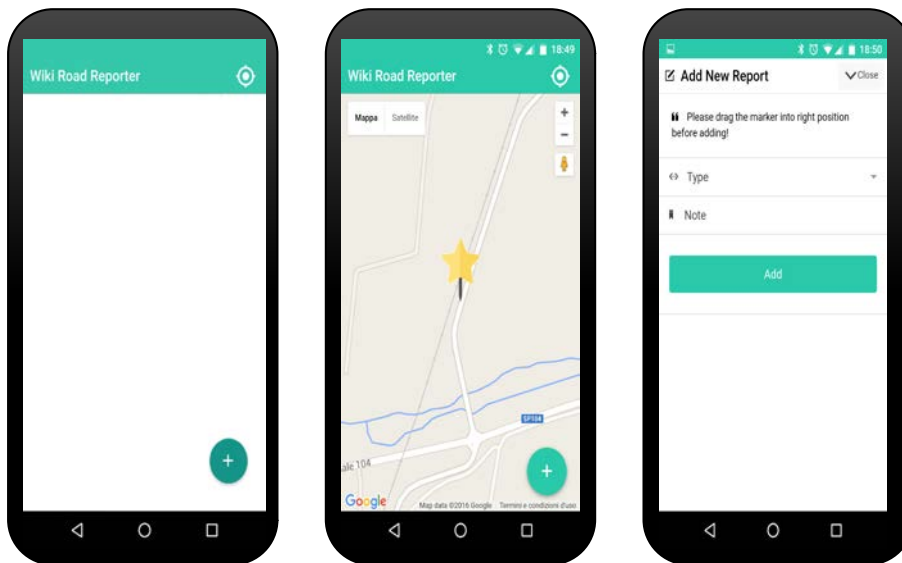 Wiki Road Reporter
+
18:49
Wiki Road Reporter
Mappa Satellite
+
−
SP104
ale 104
+
Google
Map data ©2016 Google Termini e condizioni d'uso
18:50
Add New Report
Close
Please drag the marker into right position
before adding!
Type
Note
Add